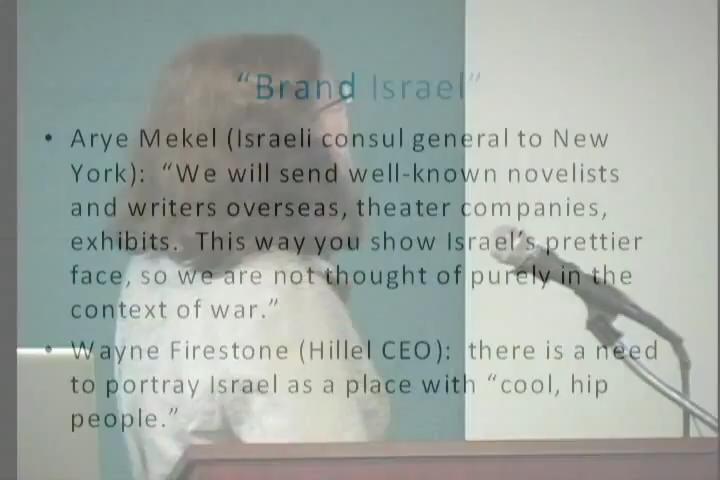 “Brand Israel”
• Arye Mekel (Israeli consul general to New
York): “We will send well-known novelists
and writers overseas, theater companies,
exhibits. This way you show Israel’s prettier
face, so we are not thought of purely in the
context of war.”
• Wayne Firestone (Hillel CEO): there is a need
to portray Israel as a place with “cool, hip
people.”